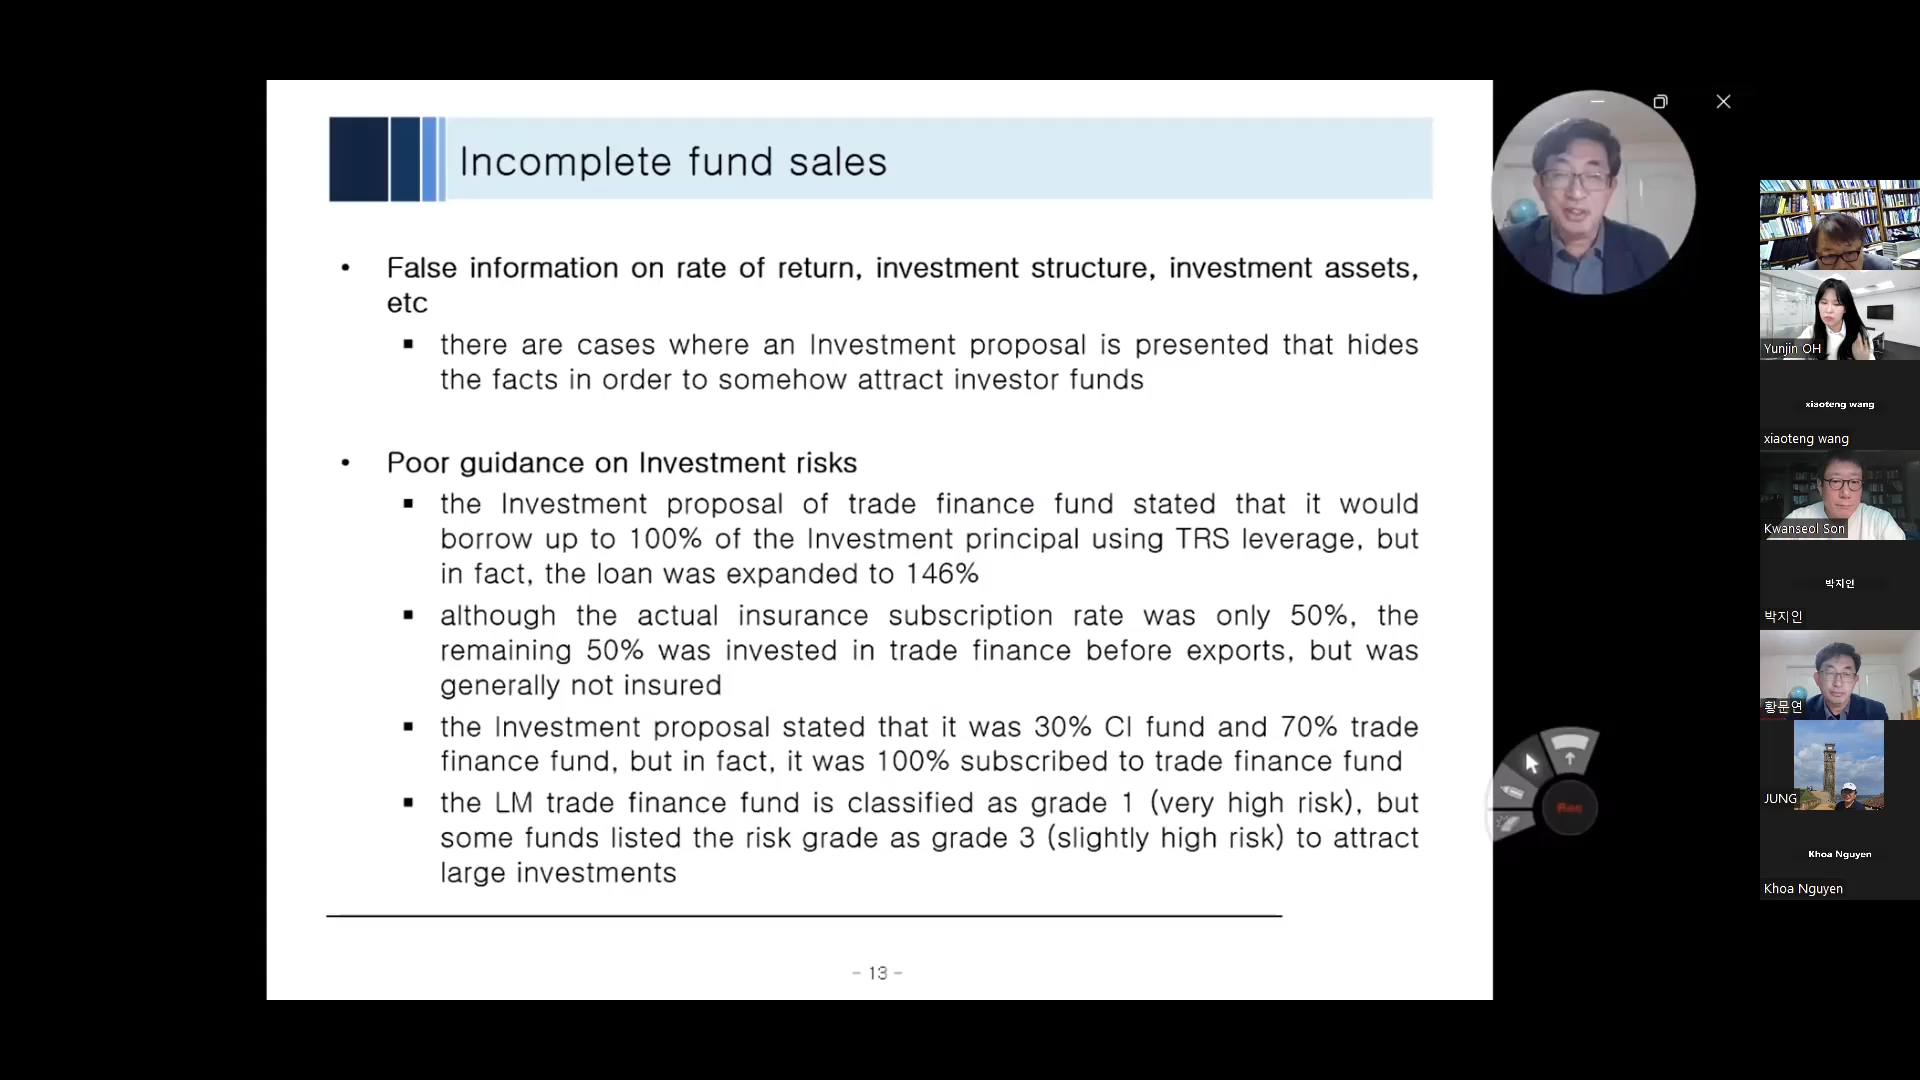 Incomplete fund sales
• False information on rate of return, investment structure, investment assets,
etc
▪ there are cases where an Investment proposal is presented that hides
the facts in order to somehow attract investor funds
• Poor guidance on Investment risks
▪ the Investment proposal of trade finance fund stated that it would
borrow up to 100% of the Investment principal using TRS leverage, but
in fact, the loan was expanded to 146%
▪ although the actual insurance subscription rate was only 50%, the
remaining 50% was invested in trade finance before exports, but was
generally not insured
▪ the Investment proposal stated that it was 30% CI fund and 70% trade
finance fund, but in fact, it was 100% subscribed to trade finance fund
▪ the LM trade finance fund is classified as grade 1 (very high risk), but
some funds listed the risk grade as grade 3 (slightly high risk) to attract
large investments
- 13 -
Rec
Yunjin OH
xiaoteng wang
xiaoteng wang
Kwanseol Son
박지인
박지인
황문연
JUNG
Khoa Nguyen
Khoa Nguyen